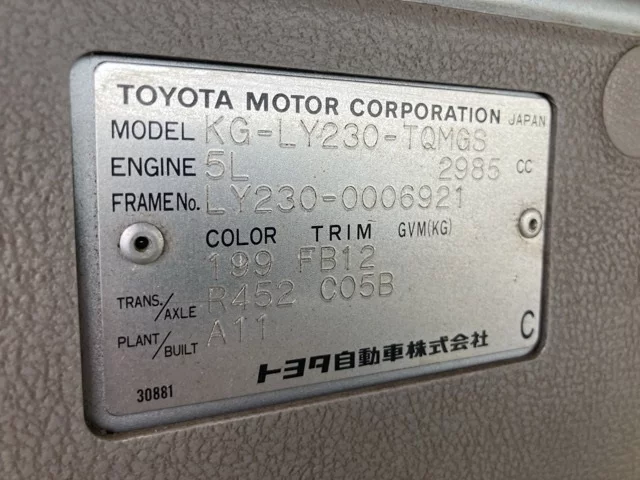 TOYOTA MOTOR CORPORATION JAPAN
MODEL KG-LY230-TQMGS
ENGINE 5L 2985 CC
FRAME No. LY230-0006921
COLOR TRIM GVM(KG)
199 FB12
TRANS./AXLE R452 C05B
PLANT/BUILT A11
トヨタ自動車株式会社 C
30881